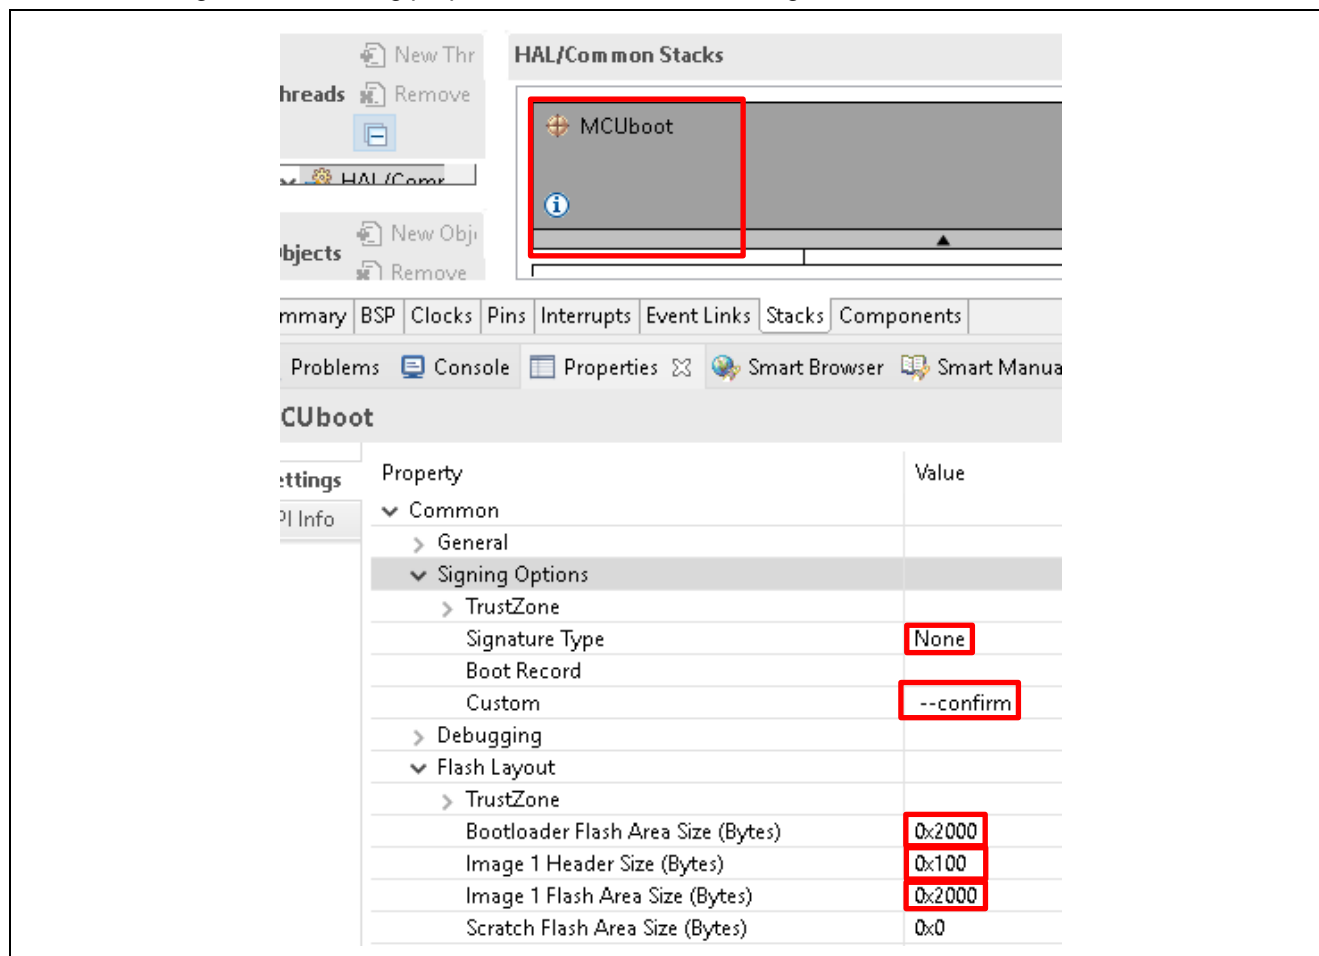 New Thr
HAL/Common Stacks
hreads
Remove
MCUboot
HAL/Comr
New Obj
bjects
Remove
mmary BSP Clocks Pins Interrupts Event Links Stacks Components
Problems Console Properties Smart Browser Smart Manua
CUboot
ettings
Property Value
PI Info
Common
General
Signing Options
TrustZone
Signature Type None
Boot Record
Custom --confirm
Debugging
Flash Layout
TrustZone
Bootloader Flash Area Size (Bytes) 0x2000
Image 1 Header Size (Bytes) 0x100
Image 1 Flash Area Size (Bytes) 0x2000
Scratch Flash Area Size (Bytes) 0x0